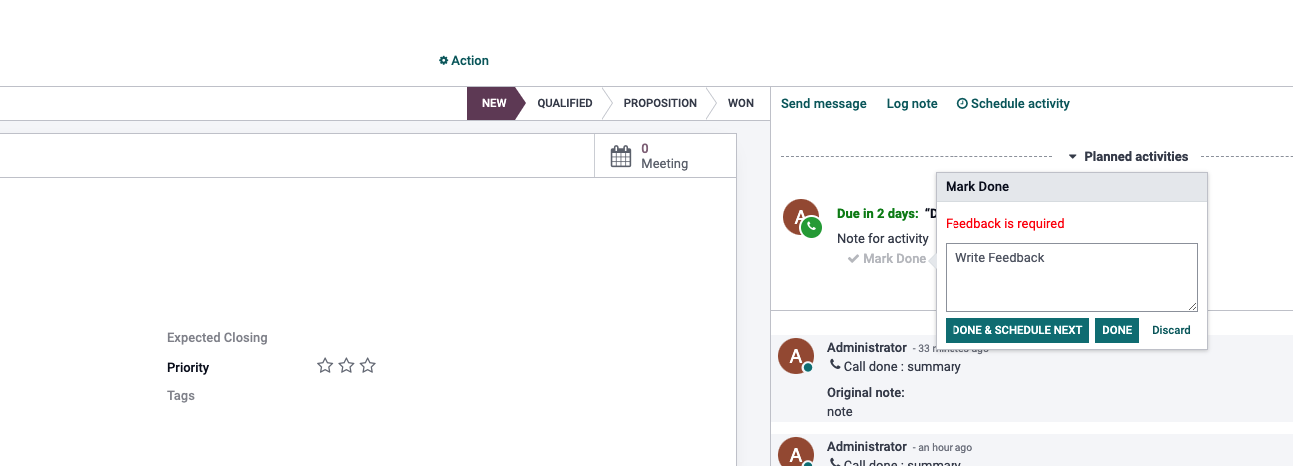 Action
NEW QUALIFIED PROPOSITION WON
0
Meeting
Expected Closing
Priority
Tags
Send message Log note Schedule activity
Planned activities
A
Due in 2 days: “D
Note for activity
Mark Done
Mark Done
Feedback is required
Write Feedback
DONE & SCHEDULE NEXT DONE Discard
A
Administrator - 33 minutes ago
Call done : summary
Original note:
note
A
Administrator - an hour ago
Call done : summary